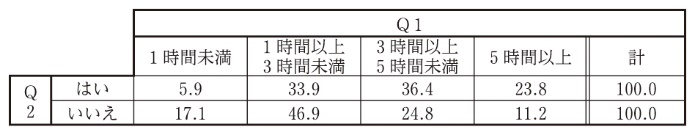 Q1
1時間未満 1時間以上3時間未満 3時間以上5時間未満 5時間以上 計
Q2 はい 5.9 33.9 36.4 23.8 100.0
いいえ 17.1 46.9 24.8 11.2 100.0